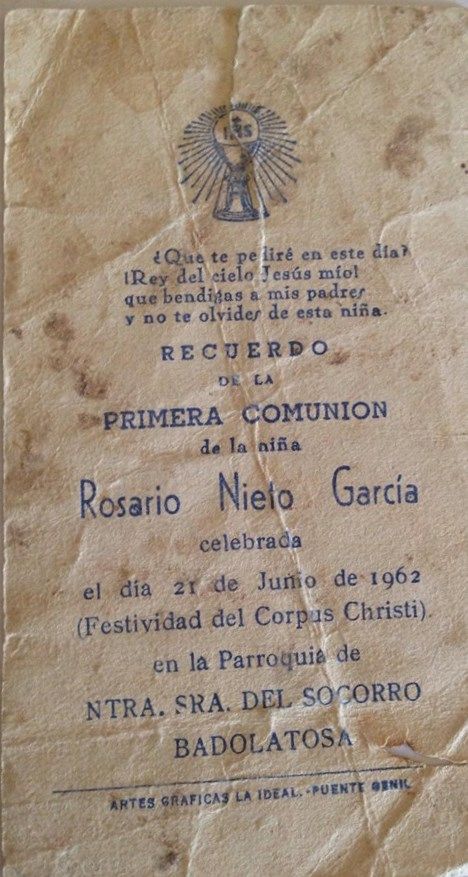 IHS
¿Que te pediré en este día?
¡Rey del cielo Jesús mío!
que bendigas a mis padres
y no te olvides de esta niña.
RECUERDO
DE LA
PRIMERA COMUNION
de la niña
Rosario Nieto García
celebrada
el día 21 de Junio de 1962
(Festividad del Corpus Christi).
en la Parroquia de
NTRA. SRA. DEL SOCORRO
BADOLATOSA
ARTES GRAFICAS LA IDEAL.-PUENTE GENIL